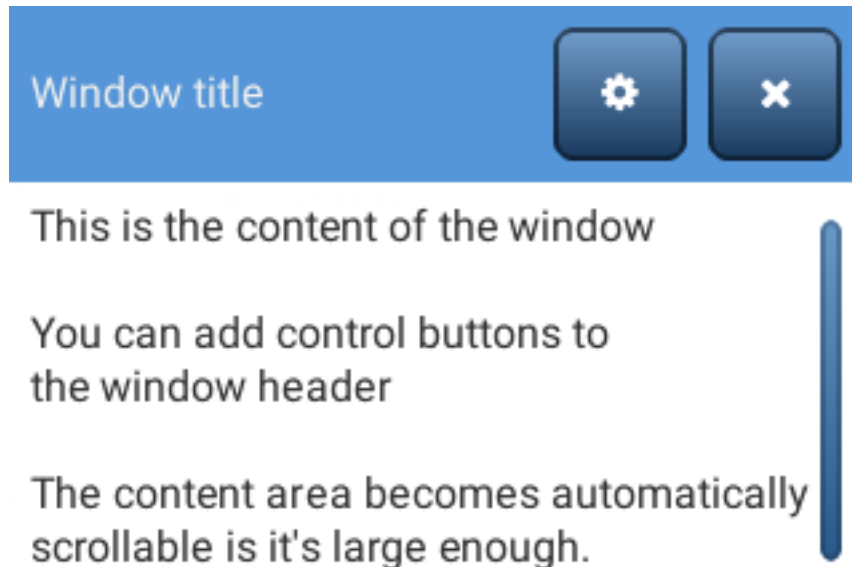 Window title
This is the content of the window
You can add control buttons to
the window header
The content area becomes automatically
scrollable is it's large enough.